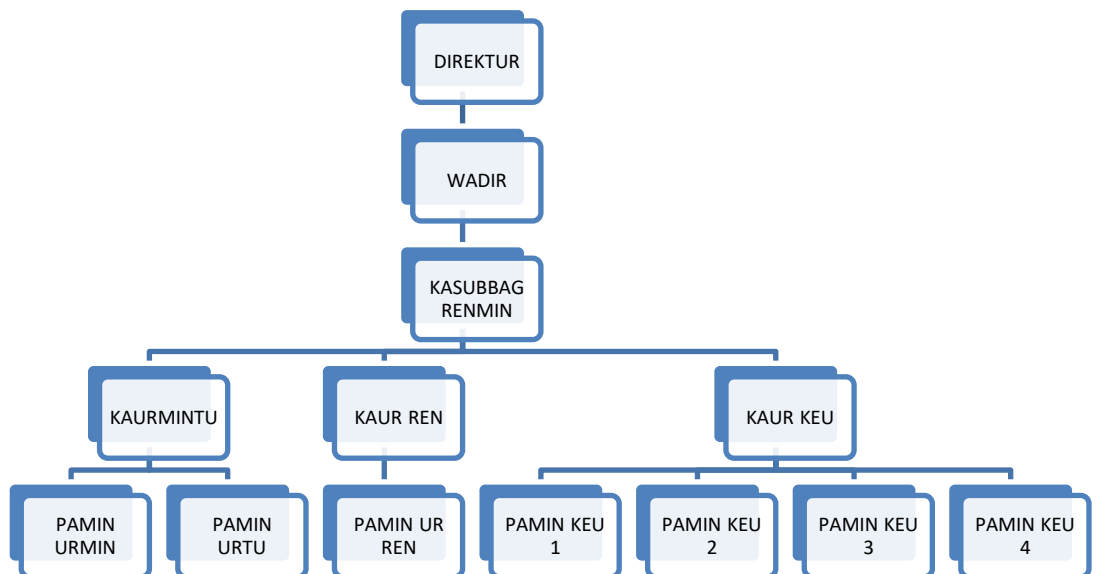 DIREKTUR
WADIR
KASUBBAG
RENMIN
KAURMINTU
KAUR REN
KAUR KEU
PAMIN
URMIN
PAMIN
URTU
PAMIN UR
REN
PAMIN KEU
1
PAMIN KEU
2
PAMIN KEU
3
PAMIN KEU
4